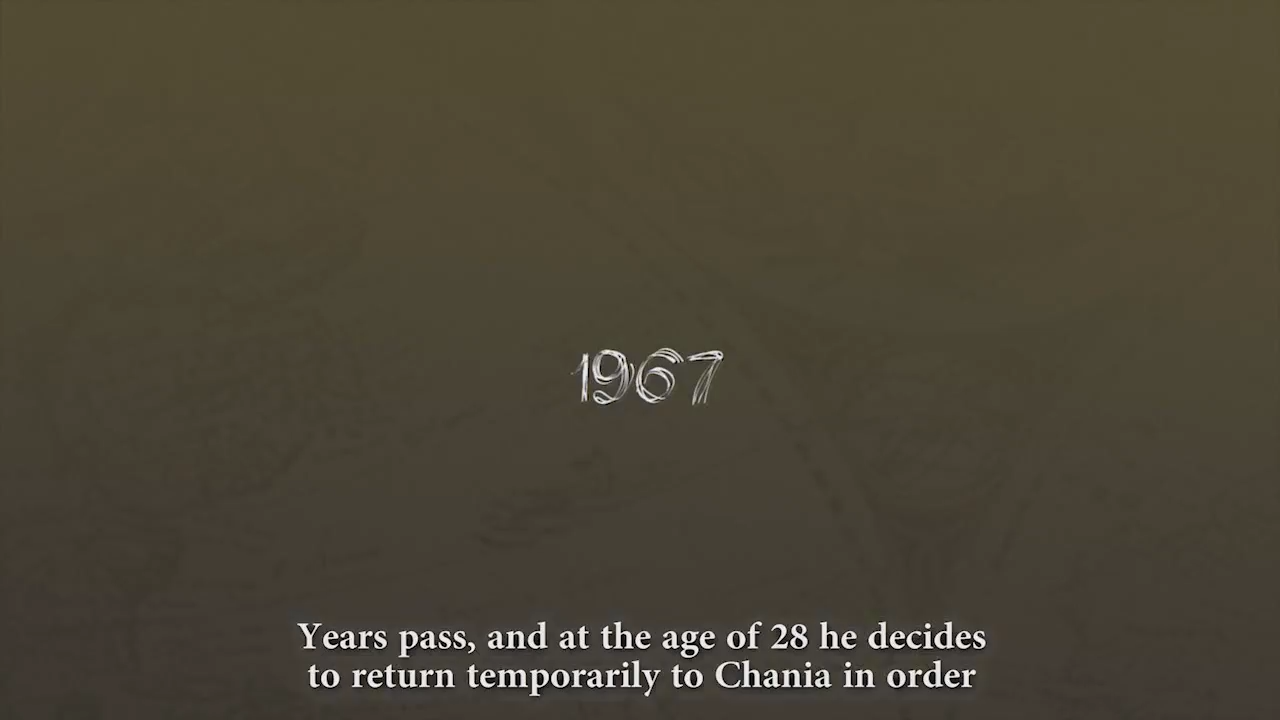 1967
Years pass, and at the age of 28 he decides
to return temporarily to Chania in order